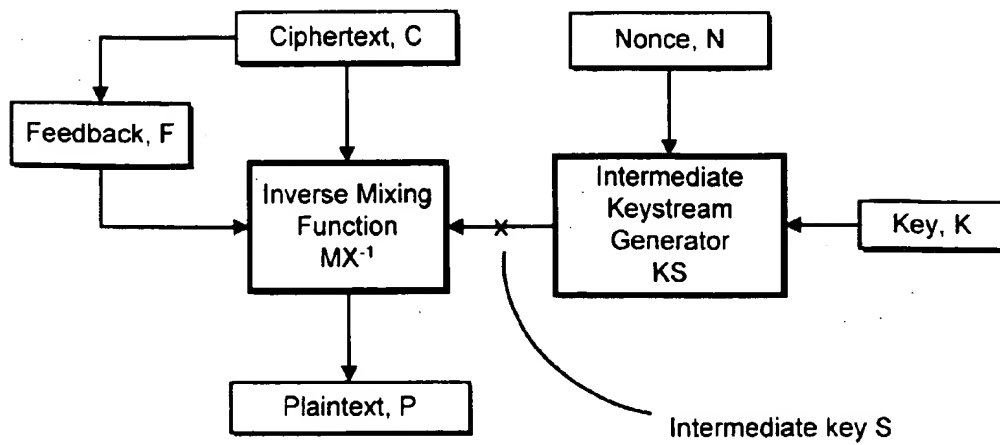 Ciphertext, C
Nonce, N
Feedback, F
Inverse Mixing
Function
MX⁻¹
Intermediate
Keystream
Generator
KS
Key, K
Plaintext, P
Intermediate key S